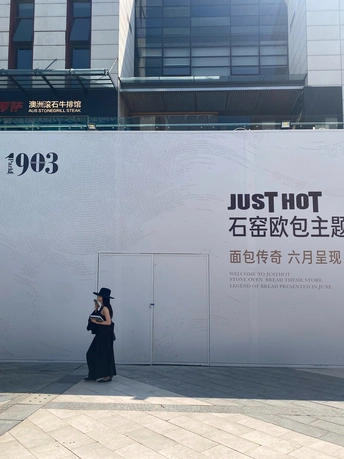 澳洲滚石牛排馆
AUS STONEGRILL STEAK
1903
JUST HOT
石窑欧包主题
面包传奇 六月呈现
WELCOME TO JUSTHOT
STONE OVEN BREAD THEME STORE
LEGEND OF BREAD PRESENTED IN JUNE